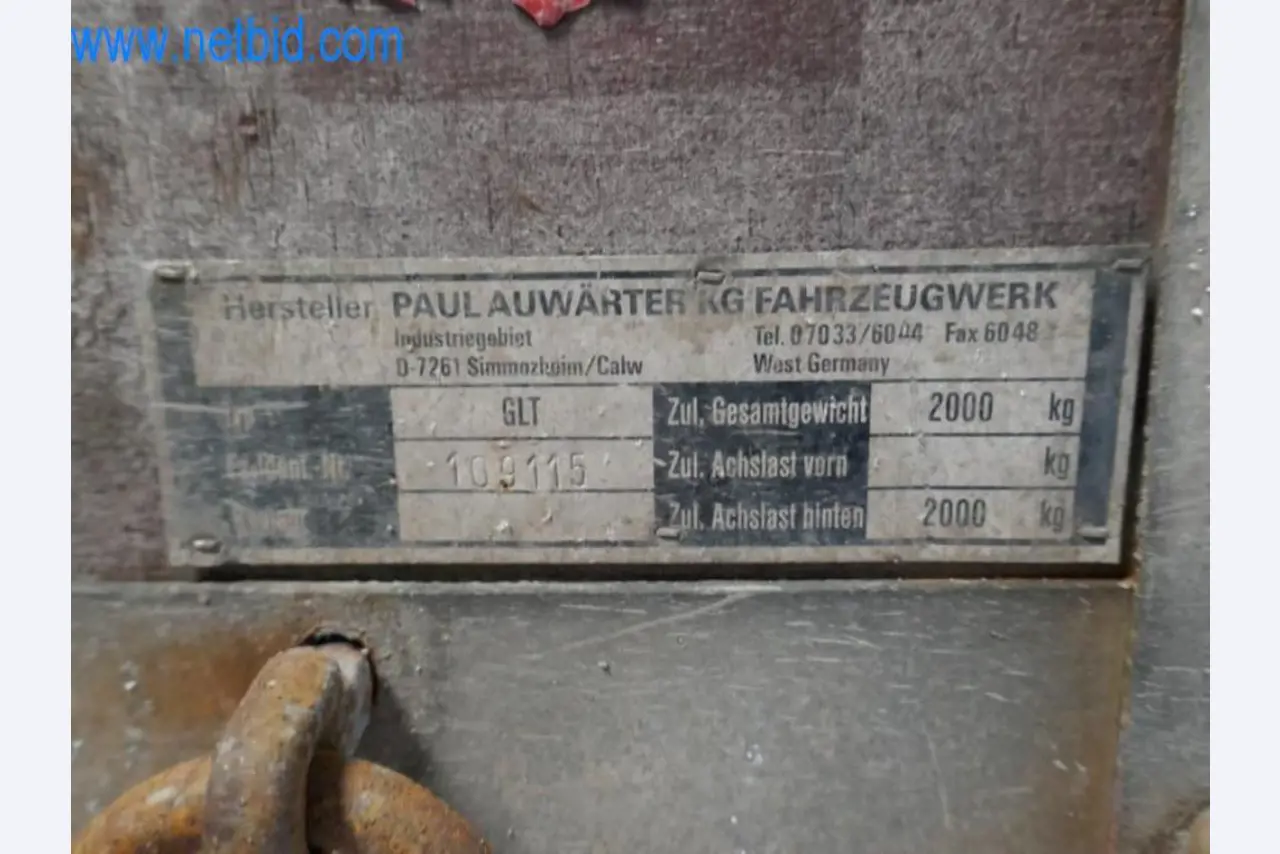 www.netbid.com
Hersteller PAUL AUWÄRTER KG FAHRZEUGWERK
Industriegebiet Tel. 07033/6044 Fax 6048
D-7261 Simmozheim/Calw West Germany
GLT Zul. Gesamtgewicht 2000 kg
109115 Zul. Achslast vorn kg
Zul. Achslast hinten 2000 kg